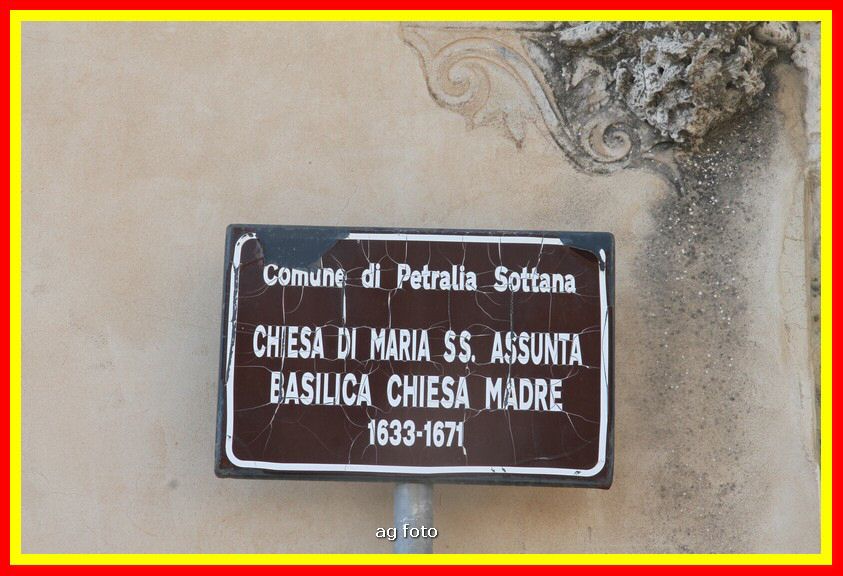 Comune di Petralia Sottana
CHIESA DI MARIA SS. ASSUNTA
BASILICA CHIESA MADRE
1633-1671
ag foto